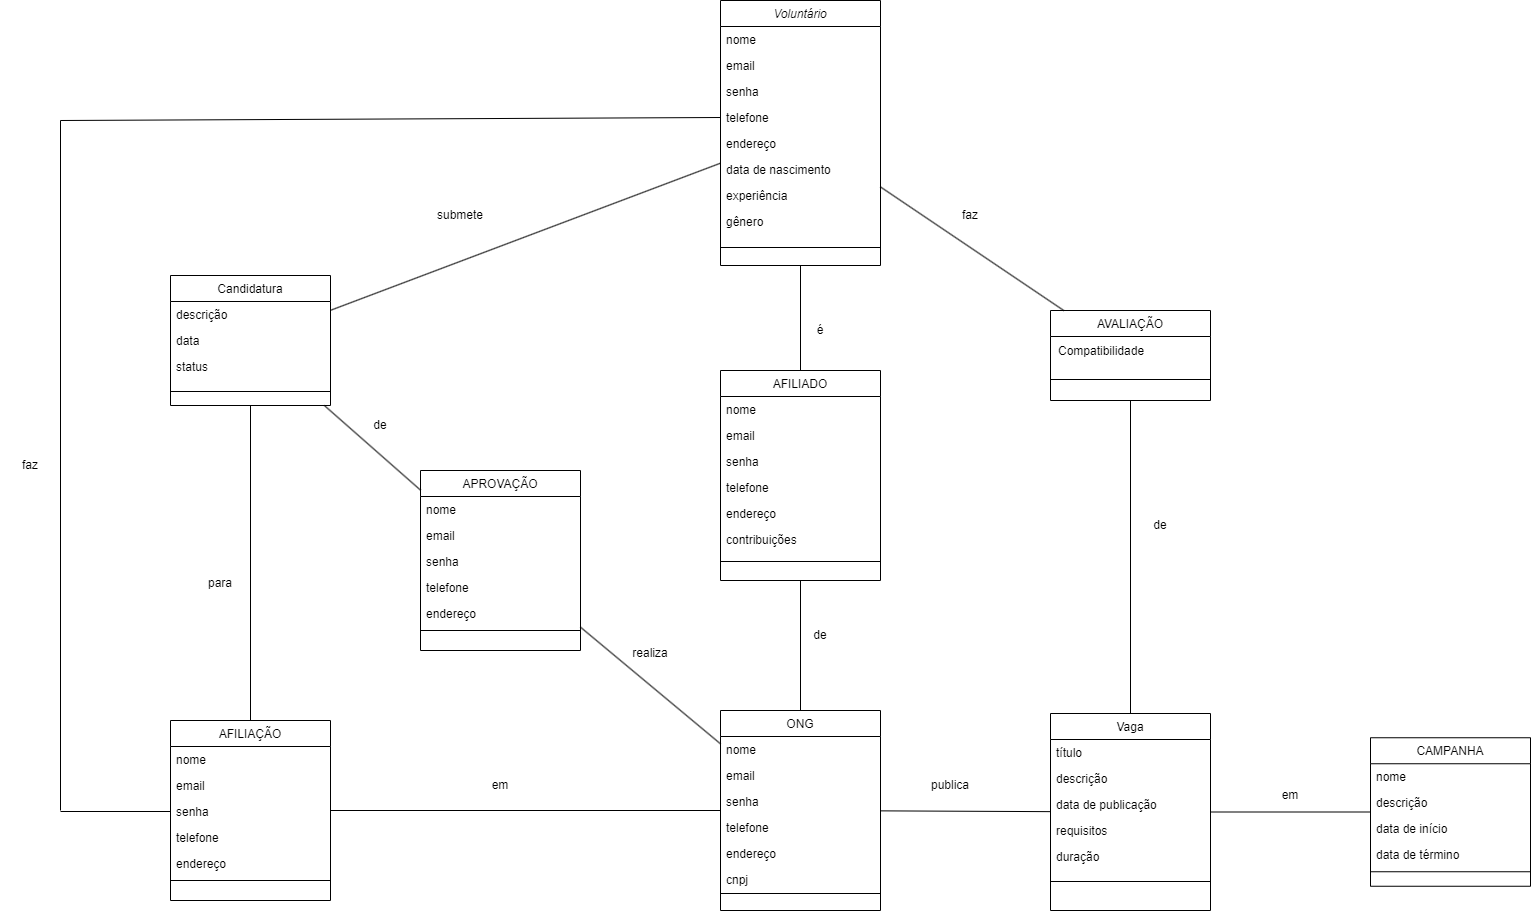 Voluntário
nome
email
senha
telefone
endereço
data de nascimento
experiência
gênero
submete
faz
Candidatura
descrição
data
status
é
AVALIAÇÃO
Compatibilidade
AFILIADO
nome
email
senha
telefone
endereço
contribuições
de
faz
APROVAÇÃO
nome
email
senha
telefone
endereço
de
para
de
realiza
AFILIAÇÃO
nome
email
senha
telefone
endereço
em
ONG
nome
email
senha
telefone
endereço
cnpj
publica
Vaga
título
descrição
data de publicação
requisitos
duração
em
CAMPANHA
nome
descrição
data de início
data de término